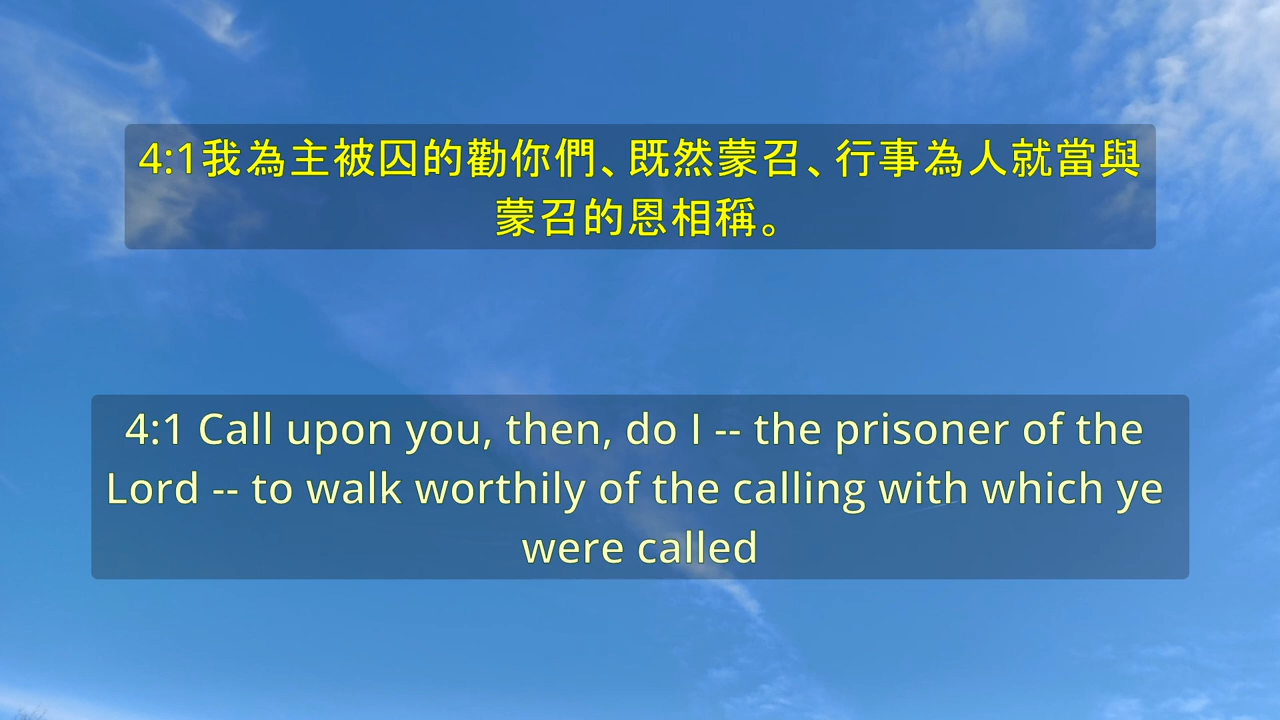 4:1我為主被囚的勸你們、既然蒙召、行事為人就當與
蒙召的恩相稱。
4:1 Call upon you, then, do I -- the prisoner of the
Lord -- to walk worthily of the calling with which ye
were called